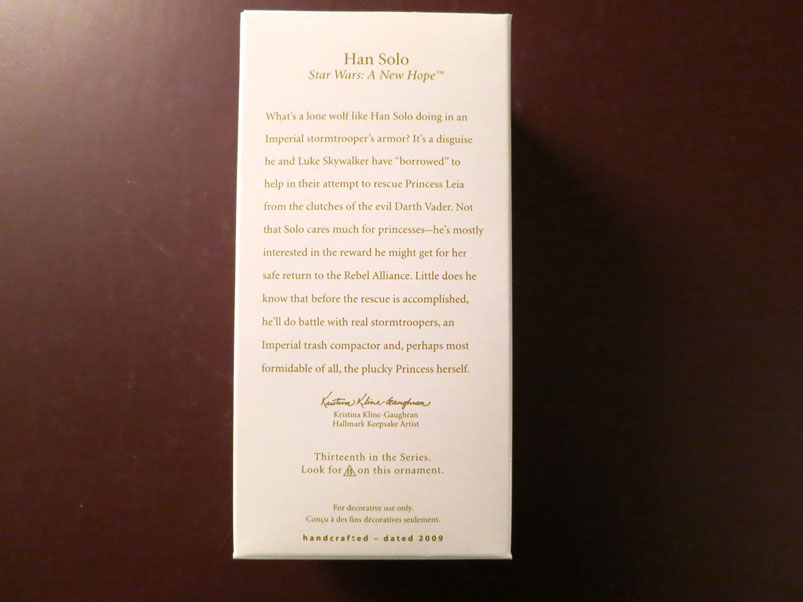 Han Solo
Star Wars: A New Hope™
What's a lone wolf like Han Solo doing in an
Imperial stormtrooper's armor? It's a disguise
he and Luke Skywalker have "borrowed" to
help in their attempt to rescue Princess Leia
from the clutches of the evil Darth Vader. Not
that Solo cares much for princesses—he's mostly
interested in the reward he might get for her
safe return to the Rebel Alliance. Little does he
know that before the rescue is accomplished,
he'll do battle with real stormtroopers, an
Imperial trash compactor and, perhaps most
formidable of all, the plucky Princess herself.
Kristina Kline-Gaughran
Kristina Kline-Gaughran
Hallmark Keepsake Artist
Thirteenth in the Series.
Look for on this ornament.
For decorative use only.
Conçu à des fins décoratives seulement.
handcrafted – dated 2009